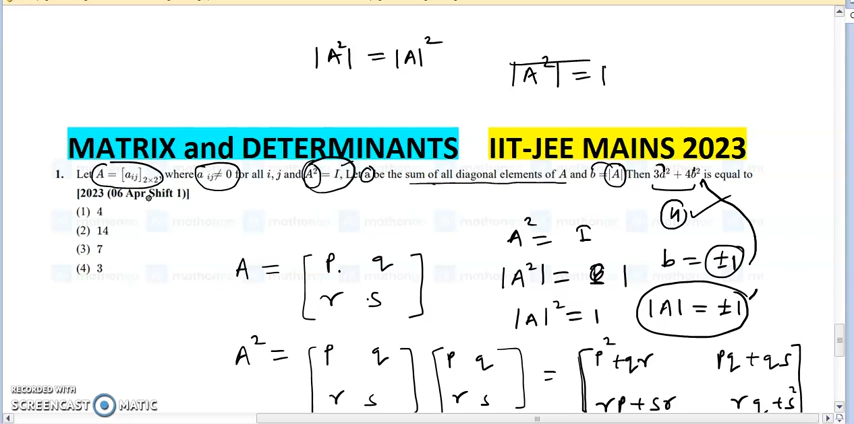 |A²| = |A|²
|A²| = 1
MATRIX and DETERMINANTS IIT-JEE MAINS 2023
1. Let A = [aij]2×2, where a ij ≠ 0 for all i, j and A² = I, Let a be the sum of all diagonal elements of A and b = |A| Then 3a² + 4b² is equal to
[2023 (06 Apr Shift 1)]
(1) 4
(2) 14
(3) 7
(4) 3
4
A² = I
b = ±1
A = [ p q
r s ]
|A²| = 1
|A| = ±1
|A|² = 1
A² = [ p q [ p q = [ p² + qr pq + qs
r s ] r s ] rp + sr rq + s² ]
RECORDED WITH
SCREENCAST MATIC